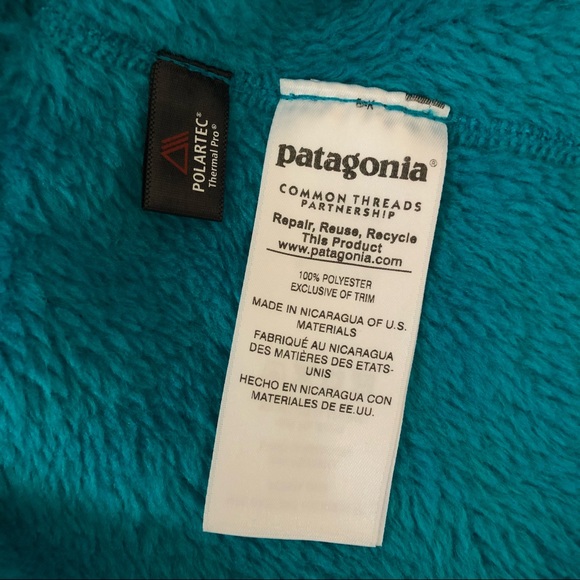 POLARTEC®
Thermal Pro®
patagonia®
COMMON THREADS
PARTNERSHIP
Repair, Reuse, Recycle
This Product
www.patagonia.com
100% POLYESTER
EXCLUSIVE OF TRIM
MADE IN NICARAGUA OF U.S.
MATERIALS
FABRIQUÉ AU NICARAGUA
DES MATIÈRES DES ETATS-
UNIS
HECHO EN NICARAGUA CON
MATERIALES DE EE.UU.